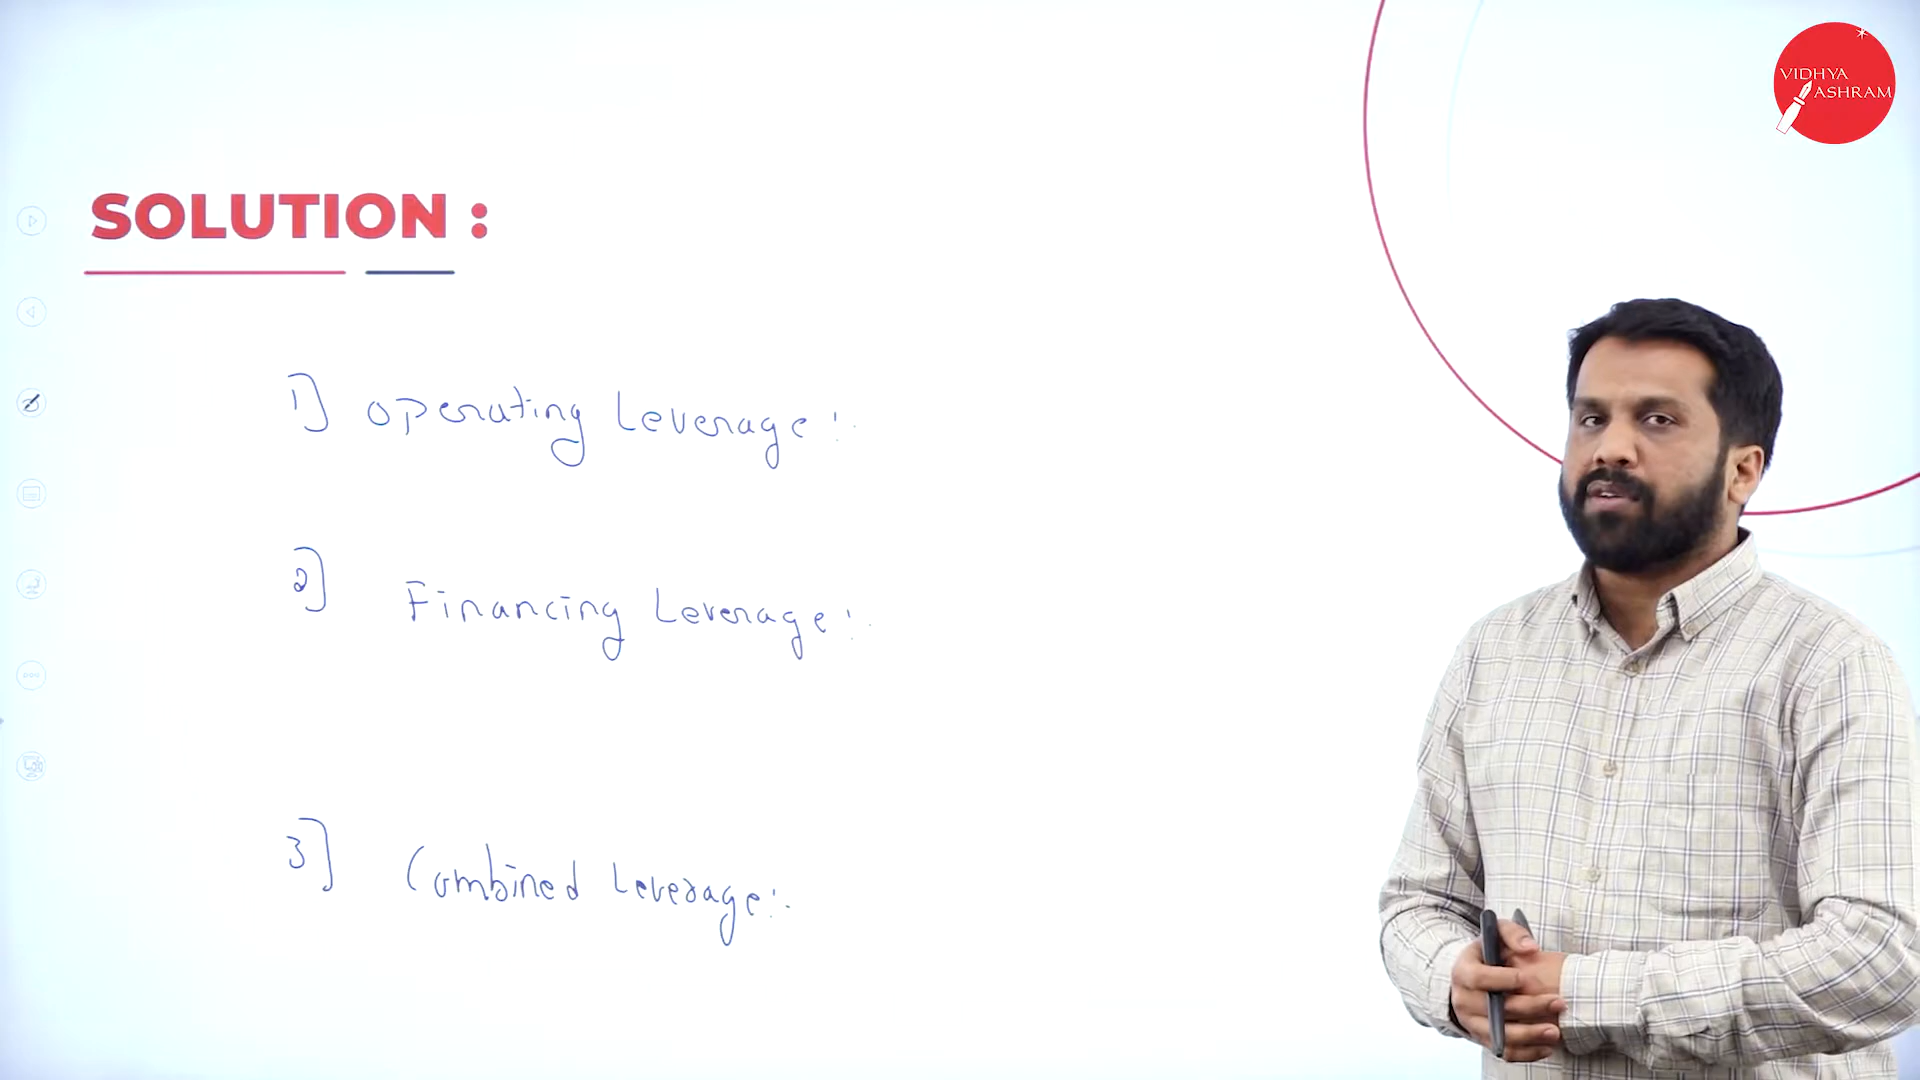 VIDHYA
ASHRAM
SOLUTION :
1] Operating Leverage :
2] Financing Leverage :
3] Combined Leverage :